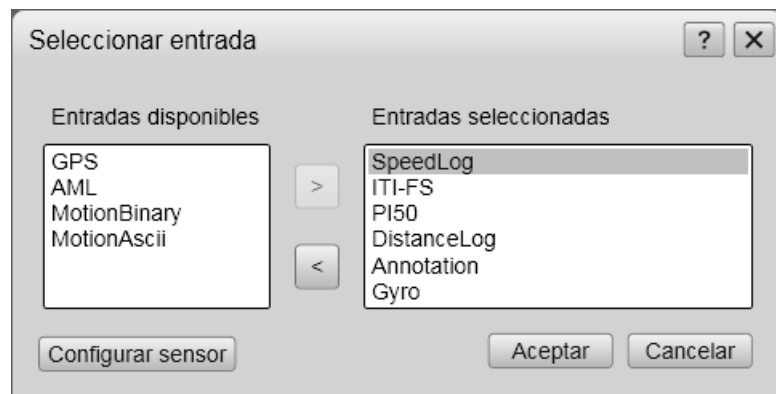 Seleccionar entrada
?
Entradas disponibles
GPS
AML
MotionBinary
MotionAscii
>
<
Entradas seleccionadas
SpeedLog
ITI-FS
PI50
DistanceLog
Annotation
Gyro
Configurar sensor
Aceptar
Cancelar